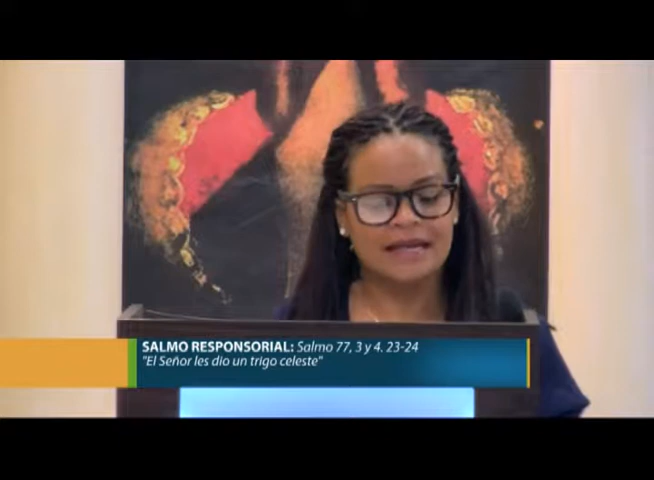 SALMO RESPONSORIAL: Salmo 77, 3 y 4. 23-24
"El Señor les dio un trigo celeste"